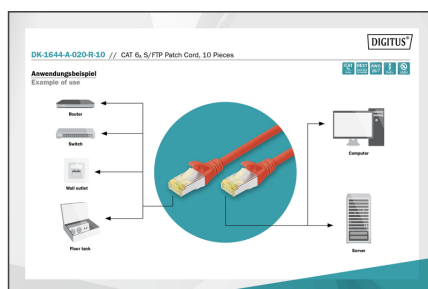 DIGITUS®
DK-1644-A-020-R-10 // CAT 6A S/FTP Patch Cord, 10 Pieces
Anwendungsbeispiel
Example of use
Router
Switch
Wall outlet
Floor tank
Computer
Server